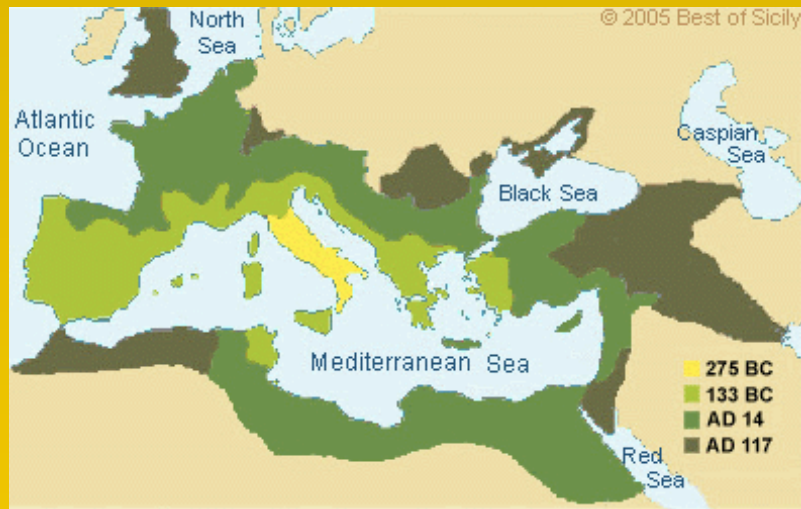 © 2005 Best of Sicily
North
Sea
Atlantic
Ocean
Caspian
Sea
Black Sea
Mediterranean Sea
275 BC
133 BC
AD 14
AD 117
Red
Sea